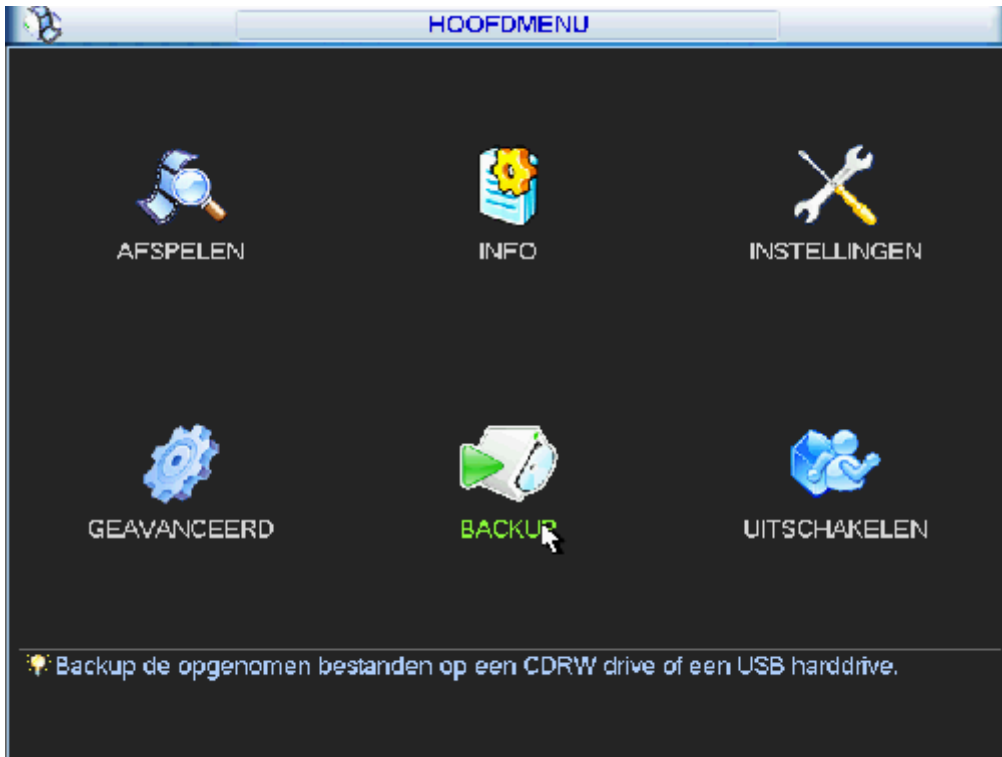 HOOFDMENU
AFSPELEN INFO INSTELLINGEN
GEAVANCEERD BACKUP UITSCHAKELEN
Backup de opgenomen bestanden op een CDRW drive of een USB harddrive.